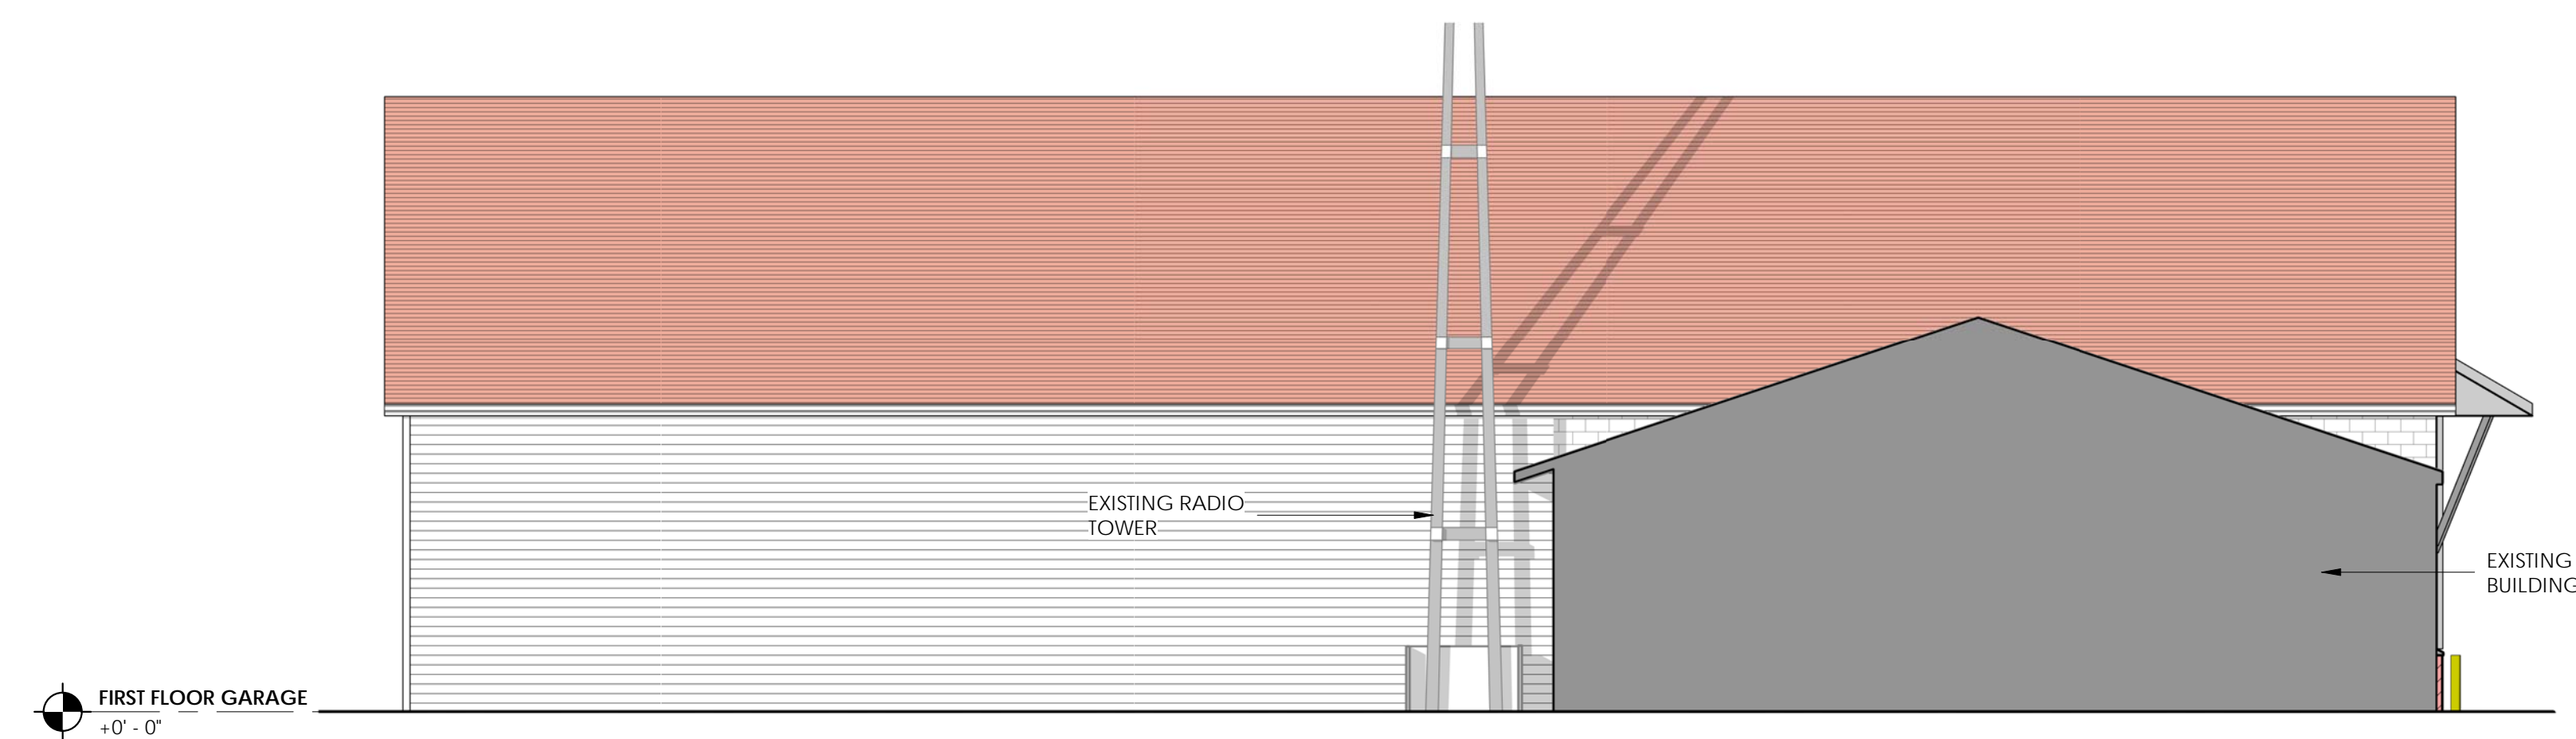 EXISTING RADIO
TOWER
EXISTING
BUILDING
FIRST FLOOR GARAGE
+0' - 0"